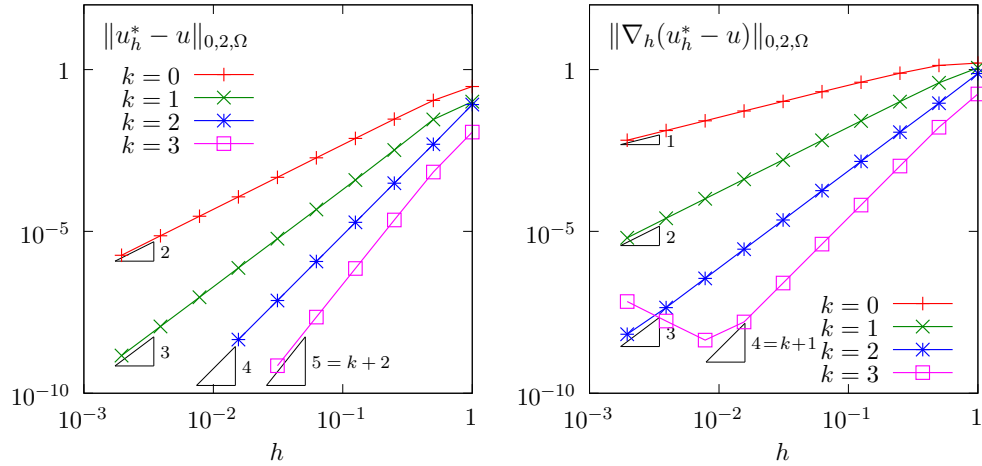 ‖u_h^* − u‖_{0,2,Ω}
k = 0
k = 1
k = 2
k = 3
1
10^{−5}
10^{−10}
2
3
4
5 = k + 2
10^{−3}
10^{−2}
10^{−1}
1
h
‖∇_h(u_h^* − u)‖_{0,2,Ω}
1
10^{−5}
10^{−10}
1
2
3
4 = k+1
k = 0
k = 1
k = 2
k = 3
10^{−3}
10^{−2}
10^{−1}
1
h